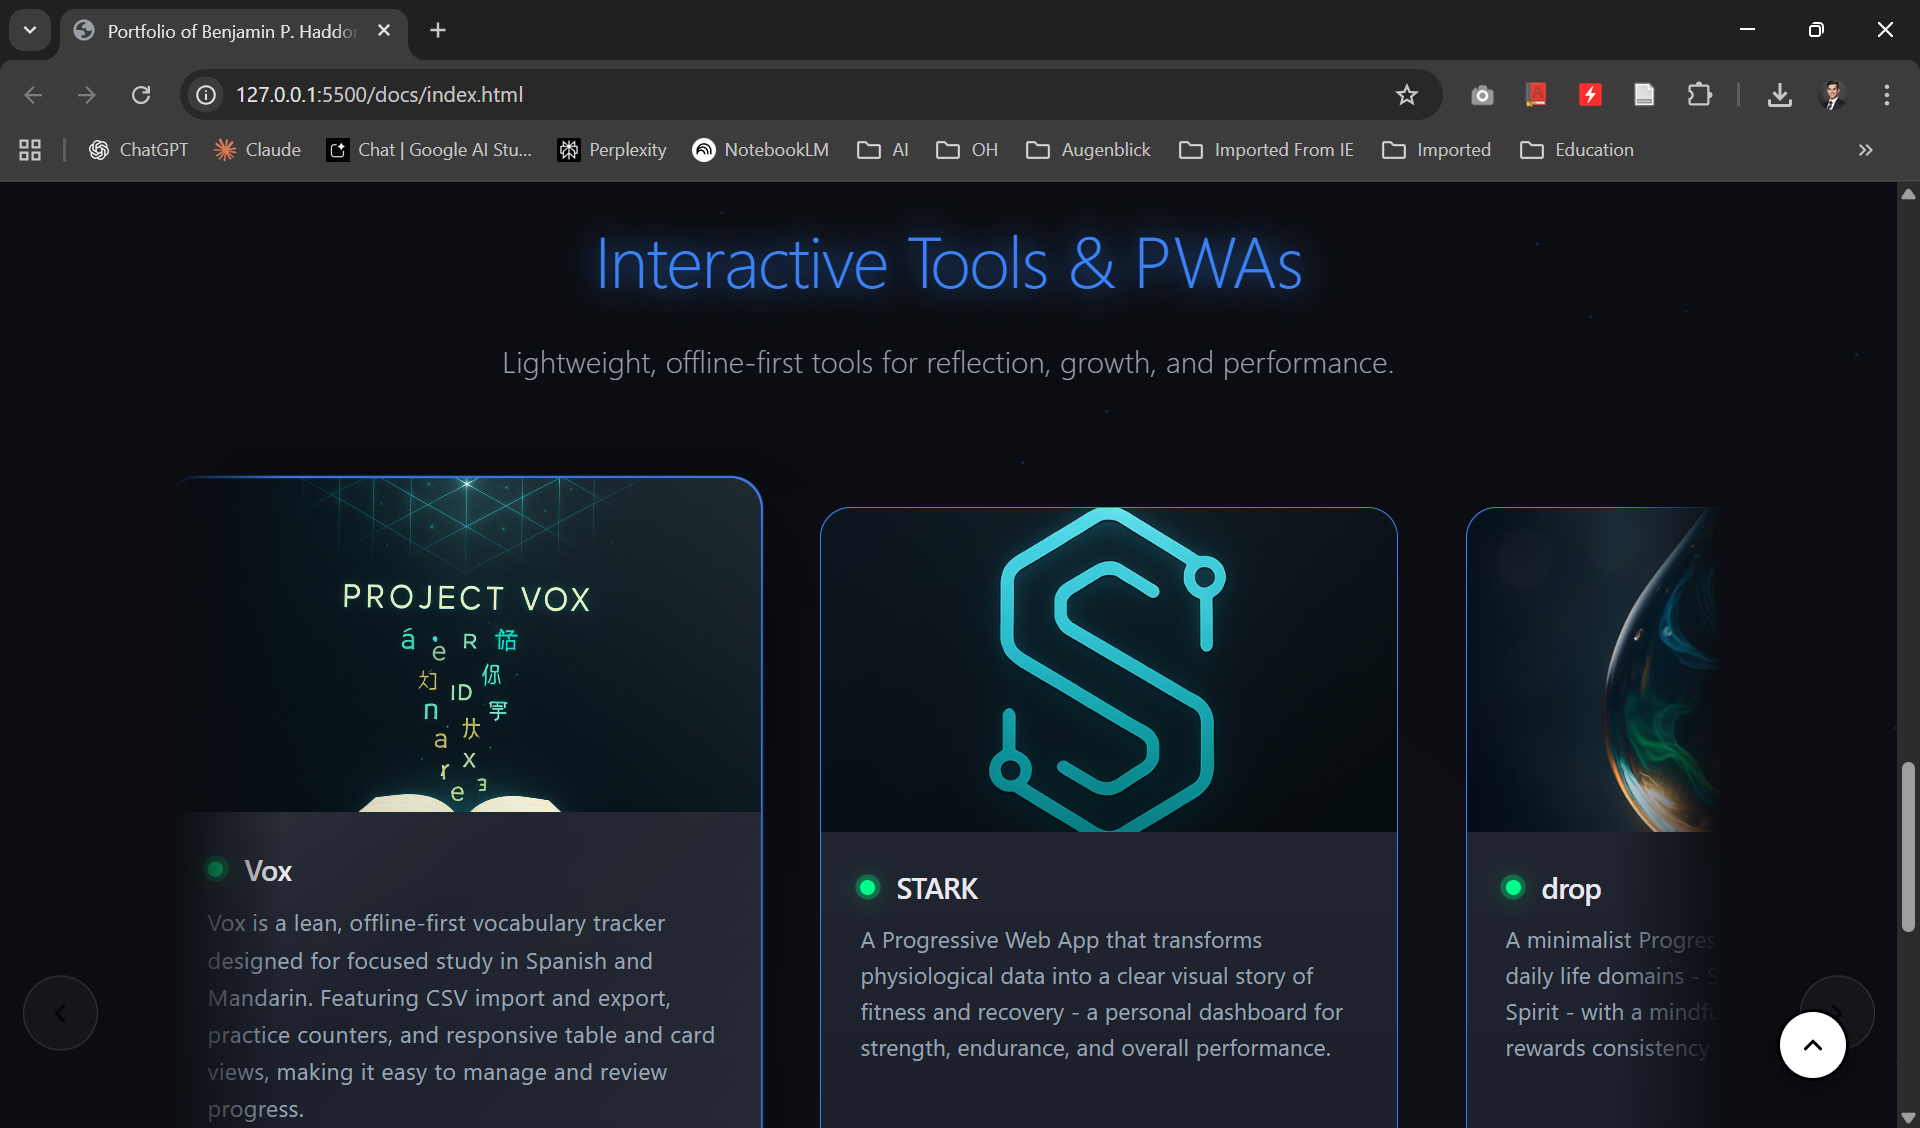 Portfolio of Benjamin P. Haddon
127.0.0.1:5500/docs/index.html
ChatGPT
Claude
Chat | Google AI Stu...
Perplexity
NotebookLM
AI
OH
Augenblick
Imported From IE
Imported
Education
Interactive Tools & PWAs
Lightweight, offline-first tools for reflection, growth, and performance.
PROJECT VOX
á e R
ID
n
a
x
r
e
Vox
Vox is a lean, offline-first vocabulary tracker
designed for focused study in Spanish and
Mandarin. Featuring CSV import and export,
practice counters, and responsive table and card
views, making it easy to manage and review
progress.
STARK
A Progressive Web App that transforms
physiological data into a clear visual story of
fitness and recovery - a personal dashboard for
strength, endurance, and overall performance.
drop
A minimalist Progres
daily life domains - S
Spirit - with a mindfu
rewards consistency